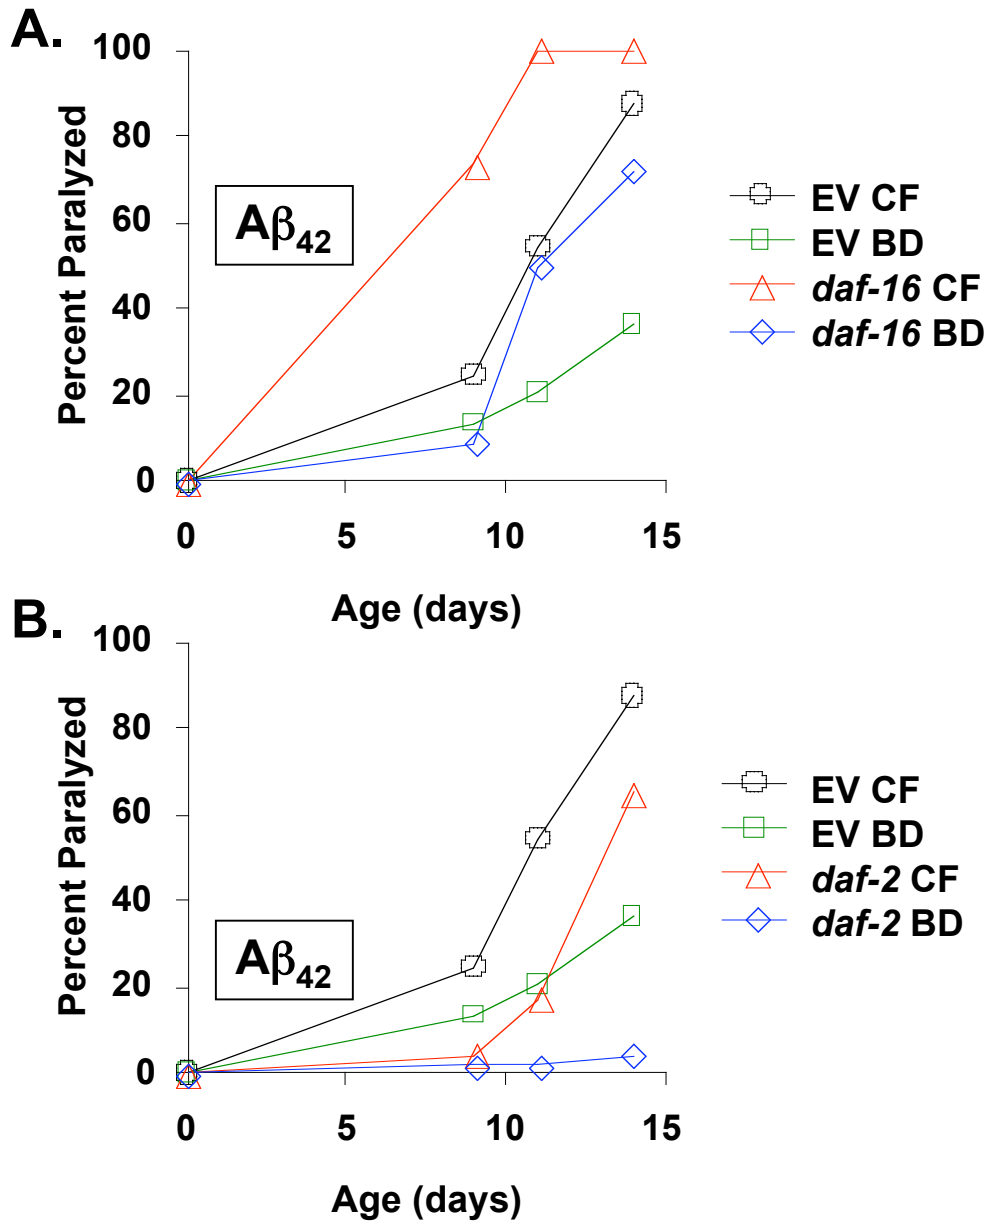 A.
100
80
60
40
20
0
Percent Paralyzed
Aβ42
0 5 10 15
Age (days)
EV CF
EV BD
daf-16 CF
daf-16 BD
B.
100
80
60
40
20
0
Percent Paralyzed
Aβ42
0 5 10 15
Age (days)
EV CF
EV BD
daf-2 CF
daf-2 BD